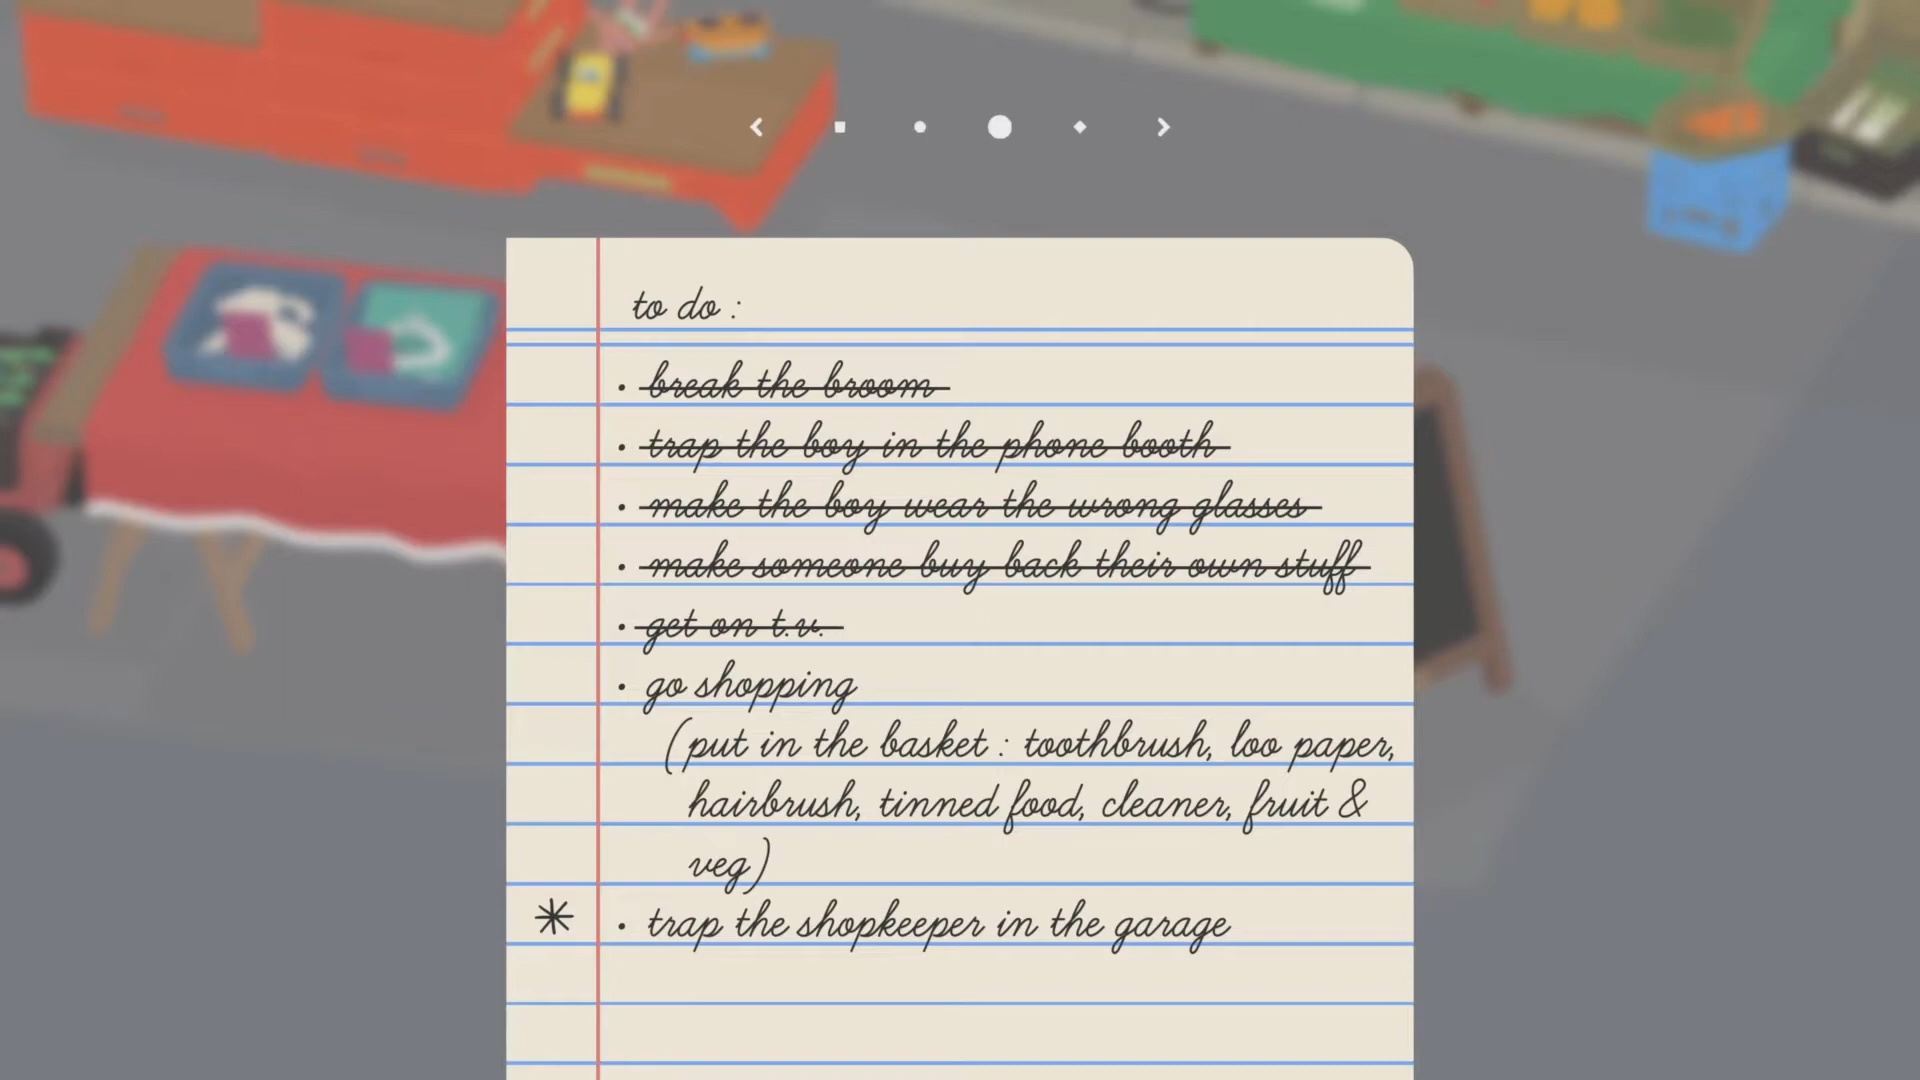 to do :
• break the broom
• trap the boy in the phone booth
• make the boy wear the wrong glasses
• make someone buy back their own stuff
• get on t.v.
• go shopping
(put in the basket : toothbrush, loo paper,
hairbrush, tinned food, cleaner, fruit &
veg)
* • trap the shopkeeper in the garage